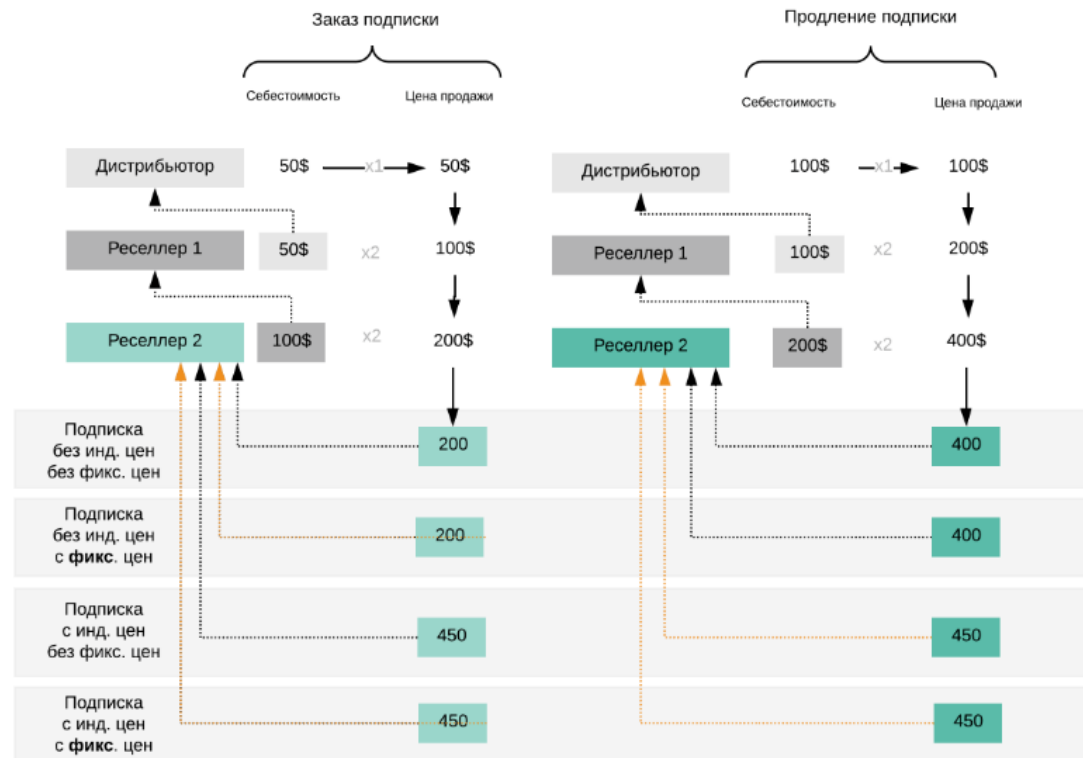 Заказ подписки
Продление подписки
Себестоимость
Цена продажи
Себестоимость
Цена продажи
Дистрибьютор
50$
x1
50$
Дистрибьютор
100$
x1
100$
Реселлер 1
50$
x2
100$
Реселлер 1
100$
x2
200$
Реселлер 2
100$
x2
200$
Реселлер 2
200$
x2
400$
Подписка
без инд. цен
без фикс. цен
200
400
Подписка
без инд. цен
с фикс. цен
200
400
Подписка
с инд. цен
без фикс. цен
450
450
Подписка
с инд. цен
с фикс. цен
450
450